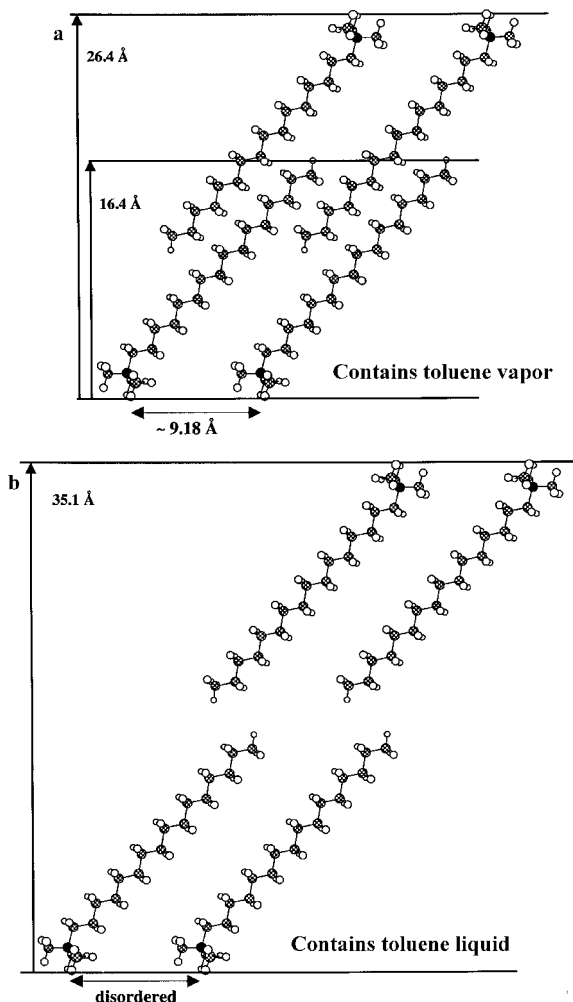 a
26.4 Å
16.4 Å
Contains toluene vapor
~ 9.18 Å
b
35.1 Å
Contains toluene liquid
disordered